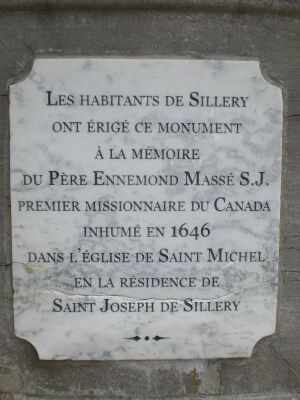 Les habitants de Sillery
ont érigé ce monument
à la mémoire
du Père Ennemond Massé S.J.
premier missionnaire du Canada
inhumé en 1646
dans l'église de Saint Michel
en la résidence de
Saint Joseph de Sillery